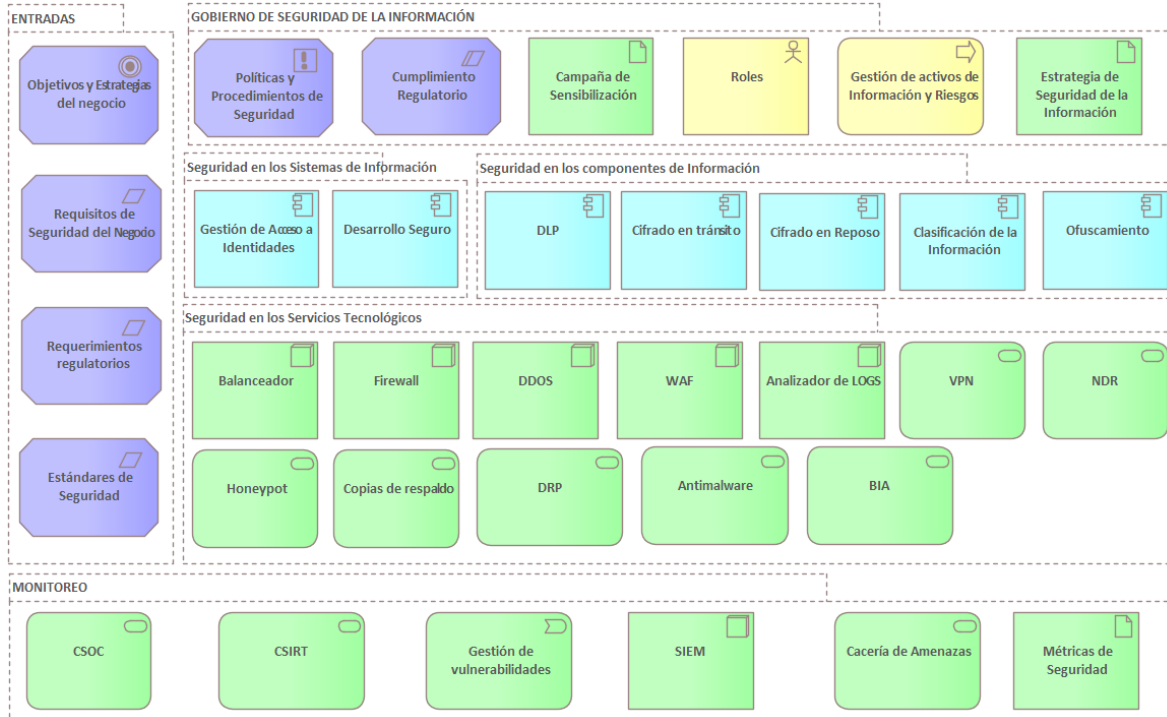 ENTRADAS
Objetivos y Estrategias
del negocio
Requisitos de
Seguridad del Negocio
Requerimientos
regulatorios
Estándares de
Seguridad
GOBIERNO DE SEGURIDAD DE LA INFORMACIÓN
Políticas y
Procedimientos de
Seguridad
Cumplimiento
Regulatorio
Campaña de
Sensibilización
Roles
Gestión de activos de
Información y Riesgos
Estrategia de
Seguridad de la
Información
Seguridad en los Sistemas de Información
Gestión de Acceso a
Identidades
Desarrollo Seguro
Seguridad en los componentes de Información
DLP
Cifrado en tránsito
Cifrado en Reposo
Clasificación de la
Información
Ofuscamiento
Seguridad en los Servicios Tecnológicos
Balanceador
Firewall
DDOS
WAF
Analizador de LOGS
VPN
NDR
Honeypot
Copias de respaldo
DRP
Antimalware
BIA
MONITOREO
CSOC
CSIRT
Gestión de
vulnerabilidades
SIEM
Cacería de Amenazas
Métricas de
Seguridad